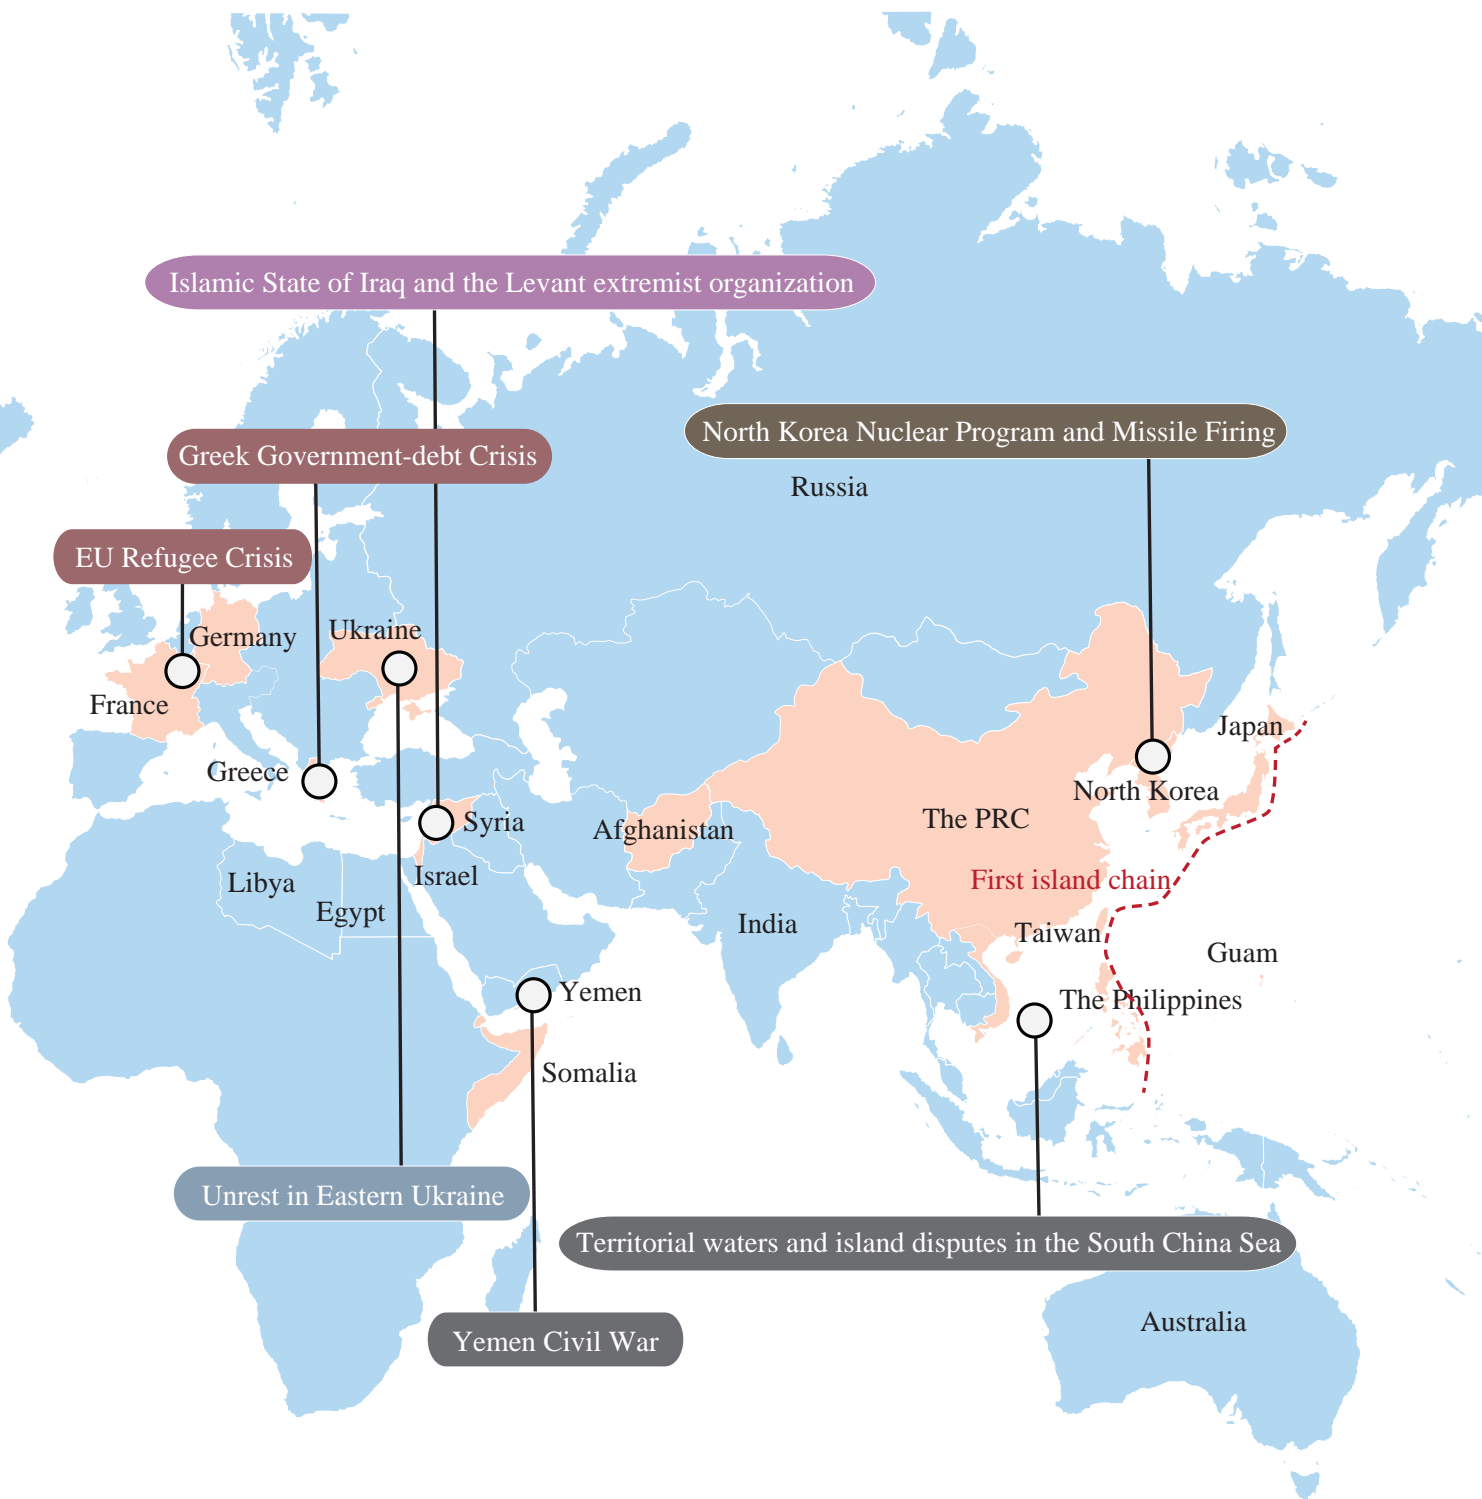 Islamic State of Iraq and the Levant extremist organization
North Korea Nuclear Program and Missile Firing
Greek Government-debt Crisis
Russia
EU Refugee Crisis
Germany
Ukraine
France
Japan
Greece
North Korea
Syria
Afghanistan
The PRC
Israel
Libya
First island chain
Egypt
India
Taiwan
Guam
Yemen
The Philippines
Somalia
Unrest in Eastern Ukraine
Territorial waters and island disputes in the South China Sea
Australia
Yemen Civil War